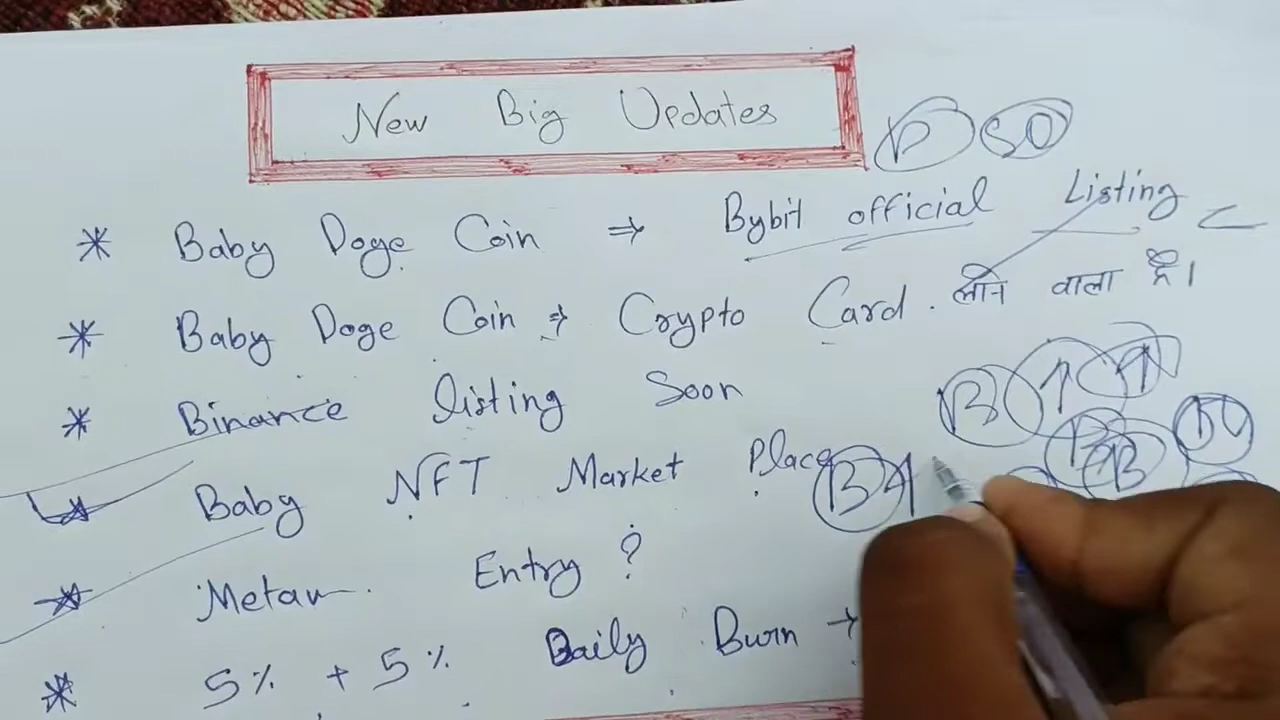 New Big Updates
* Baby Doge Coin ⇒ Bybit official Listing
* Baby Doge Coin ⇒ Crypto Card. लाने वाला है।
* Binance listing Soon
* Baby NFT Market Place
* Metav Entry ?
* 5% + 5% Daily Burn →